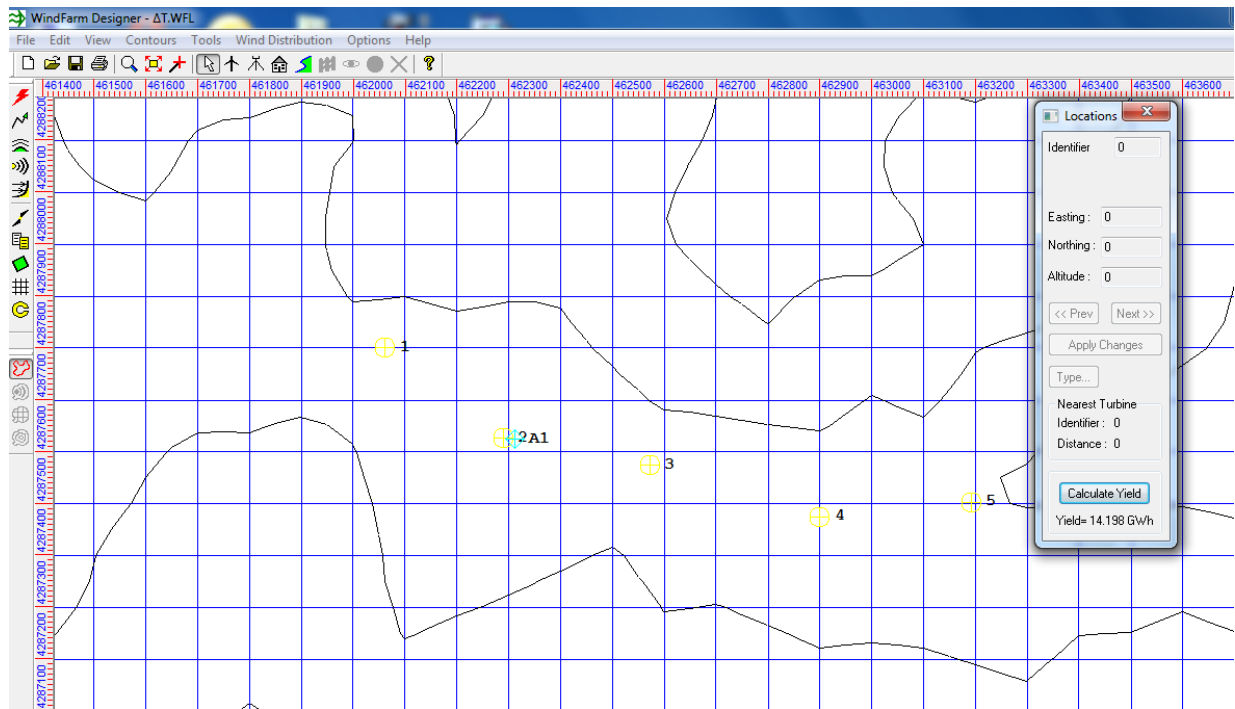 WindFarm Designer - ΔT.WFL
File Edit View Contours Tools Wind Distribution Options Help
461400 461500 461600 461700 461800 461900 462000 462100 462200 462300 462400 462500 462600 462700 462800 462900 463000 463100 463200 463300 463400 463500 463600
4288200
4288100
4288000
4287900
4287800
4287700
4287600
4287500
4287400
4287300
4287200
4287100
1
2 A1
3
4
5
Locations
Identifier 0
Easting : 0
Northing : 0
Altitude : 0
<< Prev Next >>
Apply Changes
Type...
Nearest Turbine
Identifier : 0
Distance : 0
Calculate Yield
Yield= 14.198 GWh